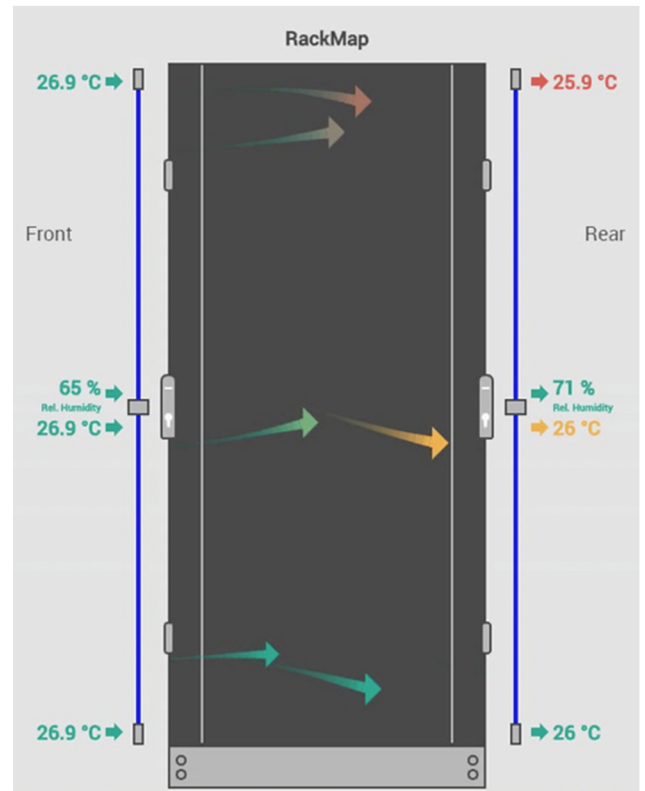 RackMap
26.9 °C
25.9 °C
Front
Rear
65 %
Rel. Humidity
26.9 °C
71 %
Rel. Humidity
26 °C
26.9 °C
26 °C